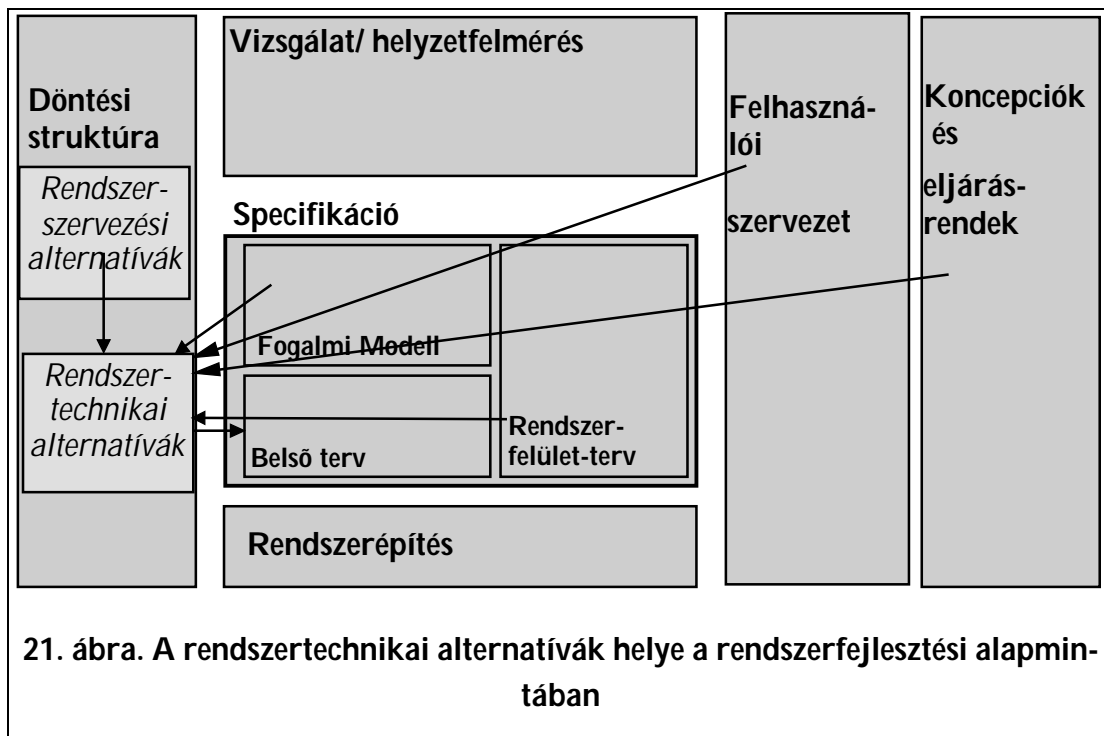 Vizsgálat/ helyzetfelmérés
Döntési
struktúra
Rendszer-
szervezési
alternatívák
Rendszer-
technikai
alternatívák
Specifikáció
Fogalmi Modell
Belső terv
Rendszer-
felület-terv
Rendszerépítés
Felhaszná-
lói
szervezet
Koncepciók
és
eljárás-
rendek
21. ábra. A rendszertechnikai alternatívák helye a rendszerfejlesztési alapmin-
tában